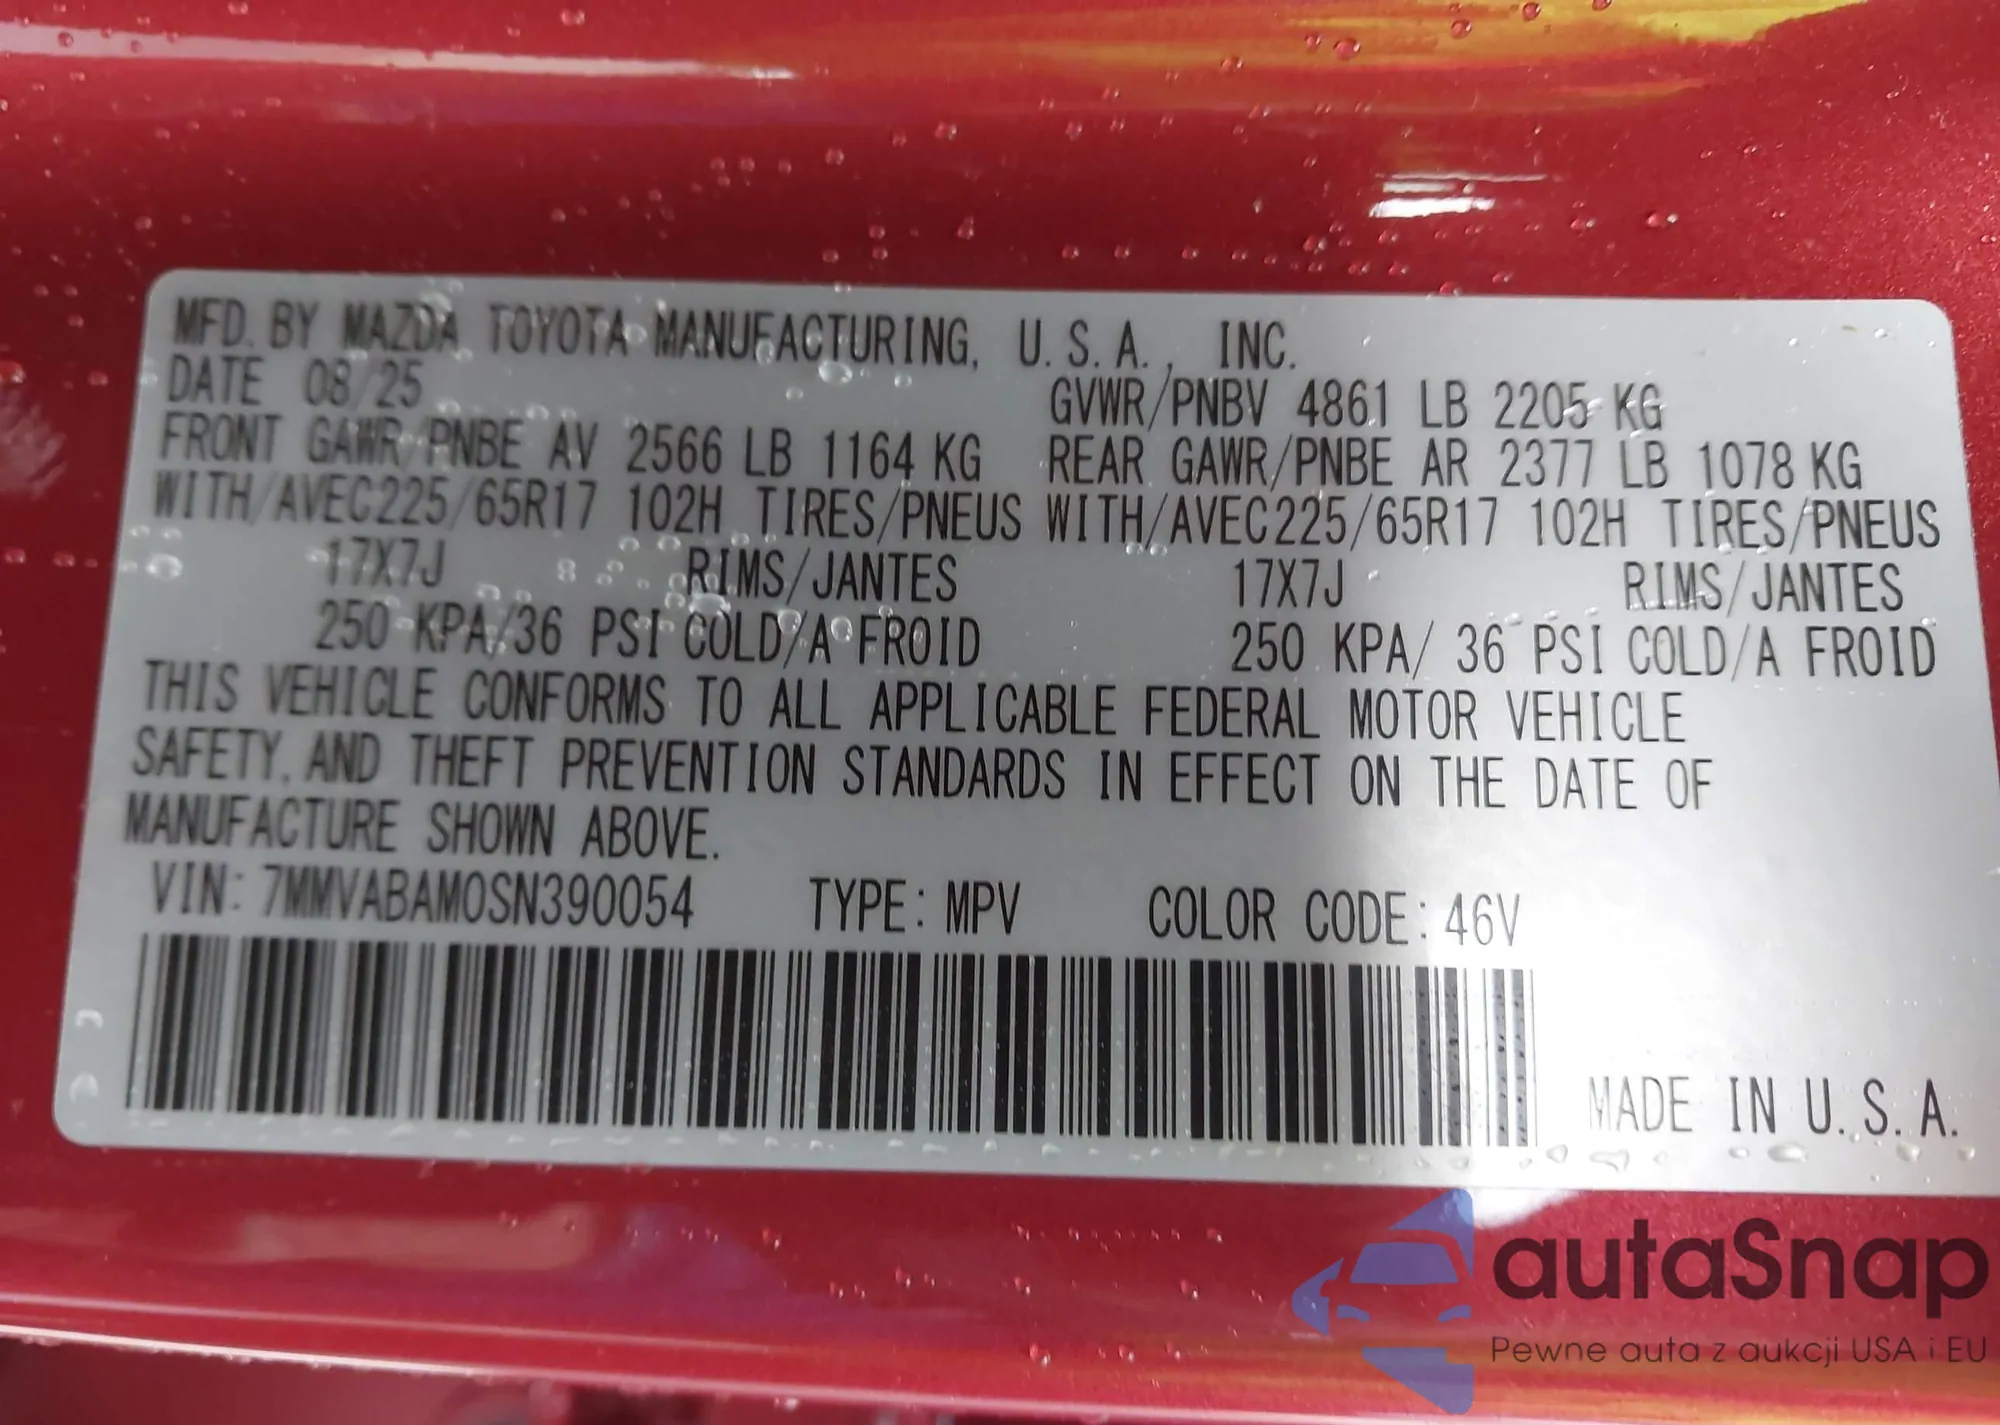 MFD. BY MAZDA TOYOTA MANUFACTURING, U.S.A., INC.
DATE 08/25 GVWR/PNBV 4861 LB 2205 KG
FRONT GAWR/PNBE AV 2566 LB 1164 KG REAR GAWR/PNBE AR 2377 LB 1078 KG
WITH/AVEC225/65R17 102H TIRES/PNEUS WITH/AVEC225/65R17 102H TIRES/PNEUS
17X7J RIMS/JANTES 17X7J RIMS/JANTES
250 KPA/36 PSI COLD/A FROID 250 KPA/ 36 PSI COLD/A FROID
THIS VEHICLE CONFORMS TO ALL APPLICABLE FEDERAL MOTOR VEHICLE
SAFETY, AND THEFT PREVENTION STANDARDS IN EFFECT ON THE DATE OF
MANUFACTURE SHOWN ABOVE.
VIN: 7MMVABAM0SN390054 TYPE: MPV COLOR CODE: 46V
MADE IN U.S.A.
autaSnap
Pewne auta z aukcji USA i EU